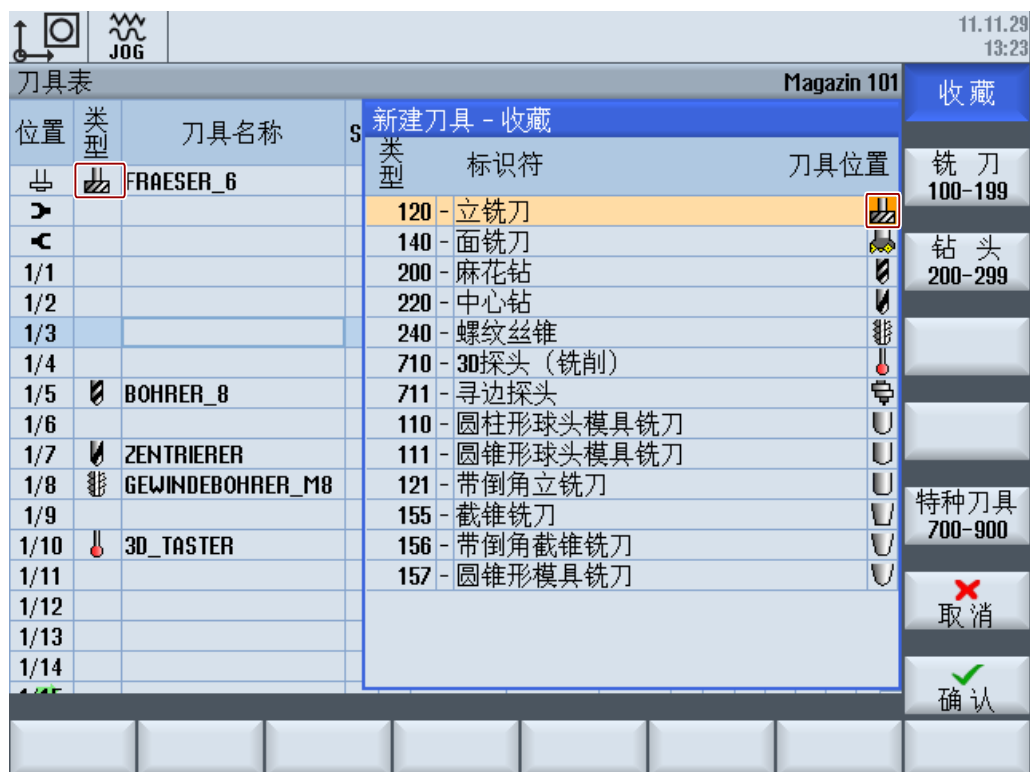 11.11.29
13:23
JOG
刀具表
Magazin 101
位置 类型 刀具名称 S
FRAESER_6
1/1
1/2
1/3
1/4
1/5 BOHRER_8
1/6
1/7 ZENTRIERER
1/8 GEWINDEBOHRER_M8
1/9
1/10 3D_TASTER
1/11
1/12
1/13
1/14
新建刀具 - 收藏
类型 标识符 刀具位置
120 - 立铣刀
140 - 面铣刀
200 - 麻花钻
220 - 中心钻
240 - 螺纹丝锥
710 - 3D探头 (铣削)
711 - 寻边探头
110 - 圆柱形球头模具铣刀
111 - 圆锥形球头模具铣刀
121 - 带倒角立铣刀
155 - 截锥铣刀
156 - 带倒角截锥铣刀
157 - 圆锥形模具铣刀
收藏
铣 刀
100-199
钻 头
200-299
特种刀具
700-900
取消
确认